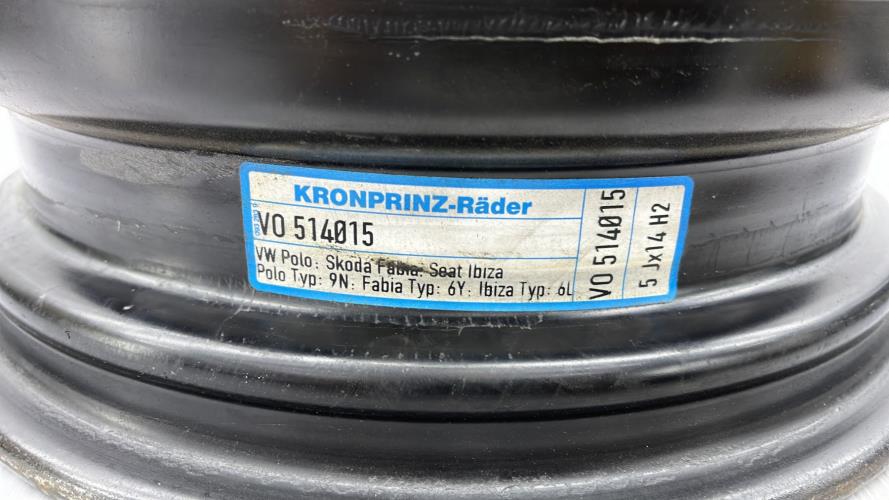 KRONPRINZ-Räder
VO 514015
VW Polo; Skoda Fabia; Seat Ibiza
Polo Typ: 9N; Fabia Typ: 6Y; Ibiza Typ: 6L
VO 514015
5 Jx14 H2